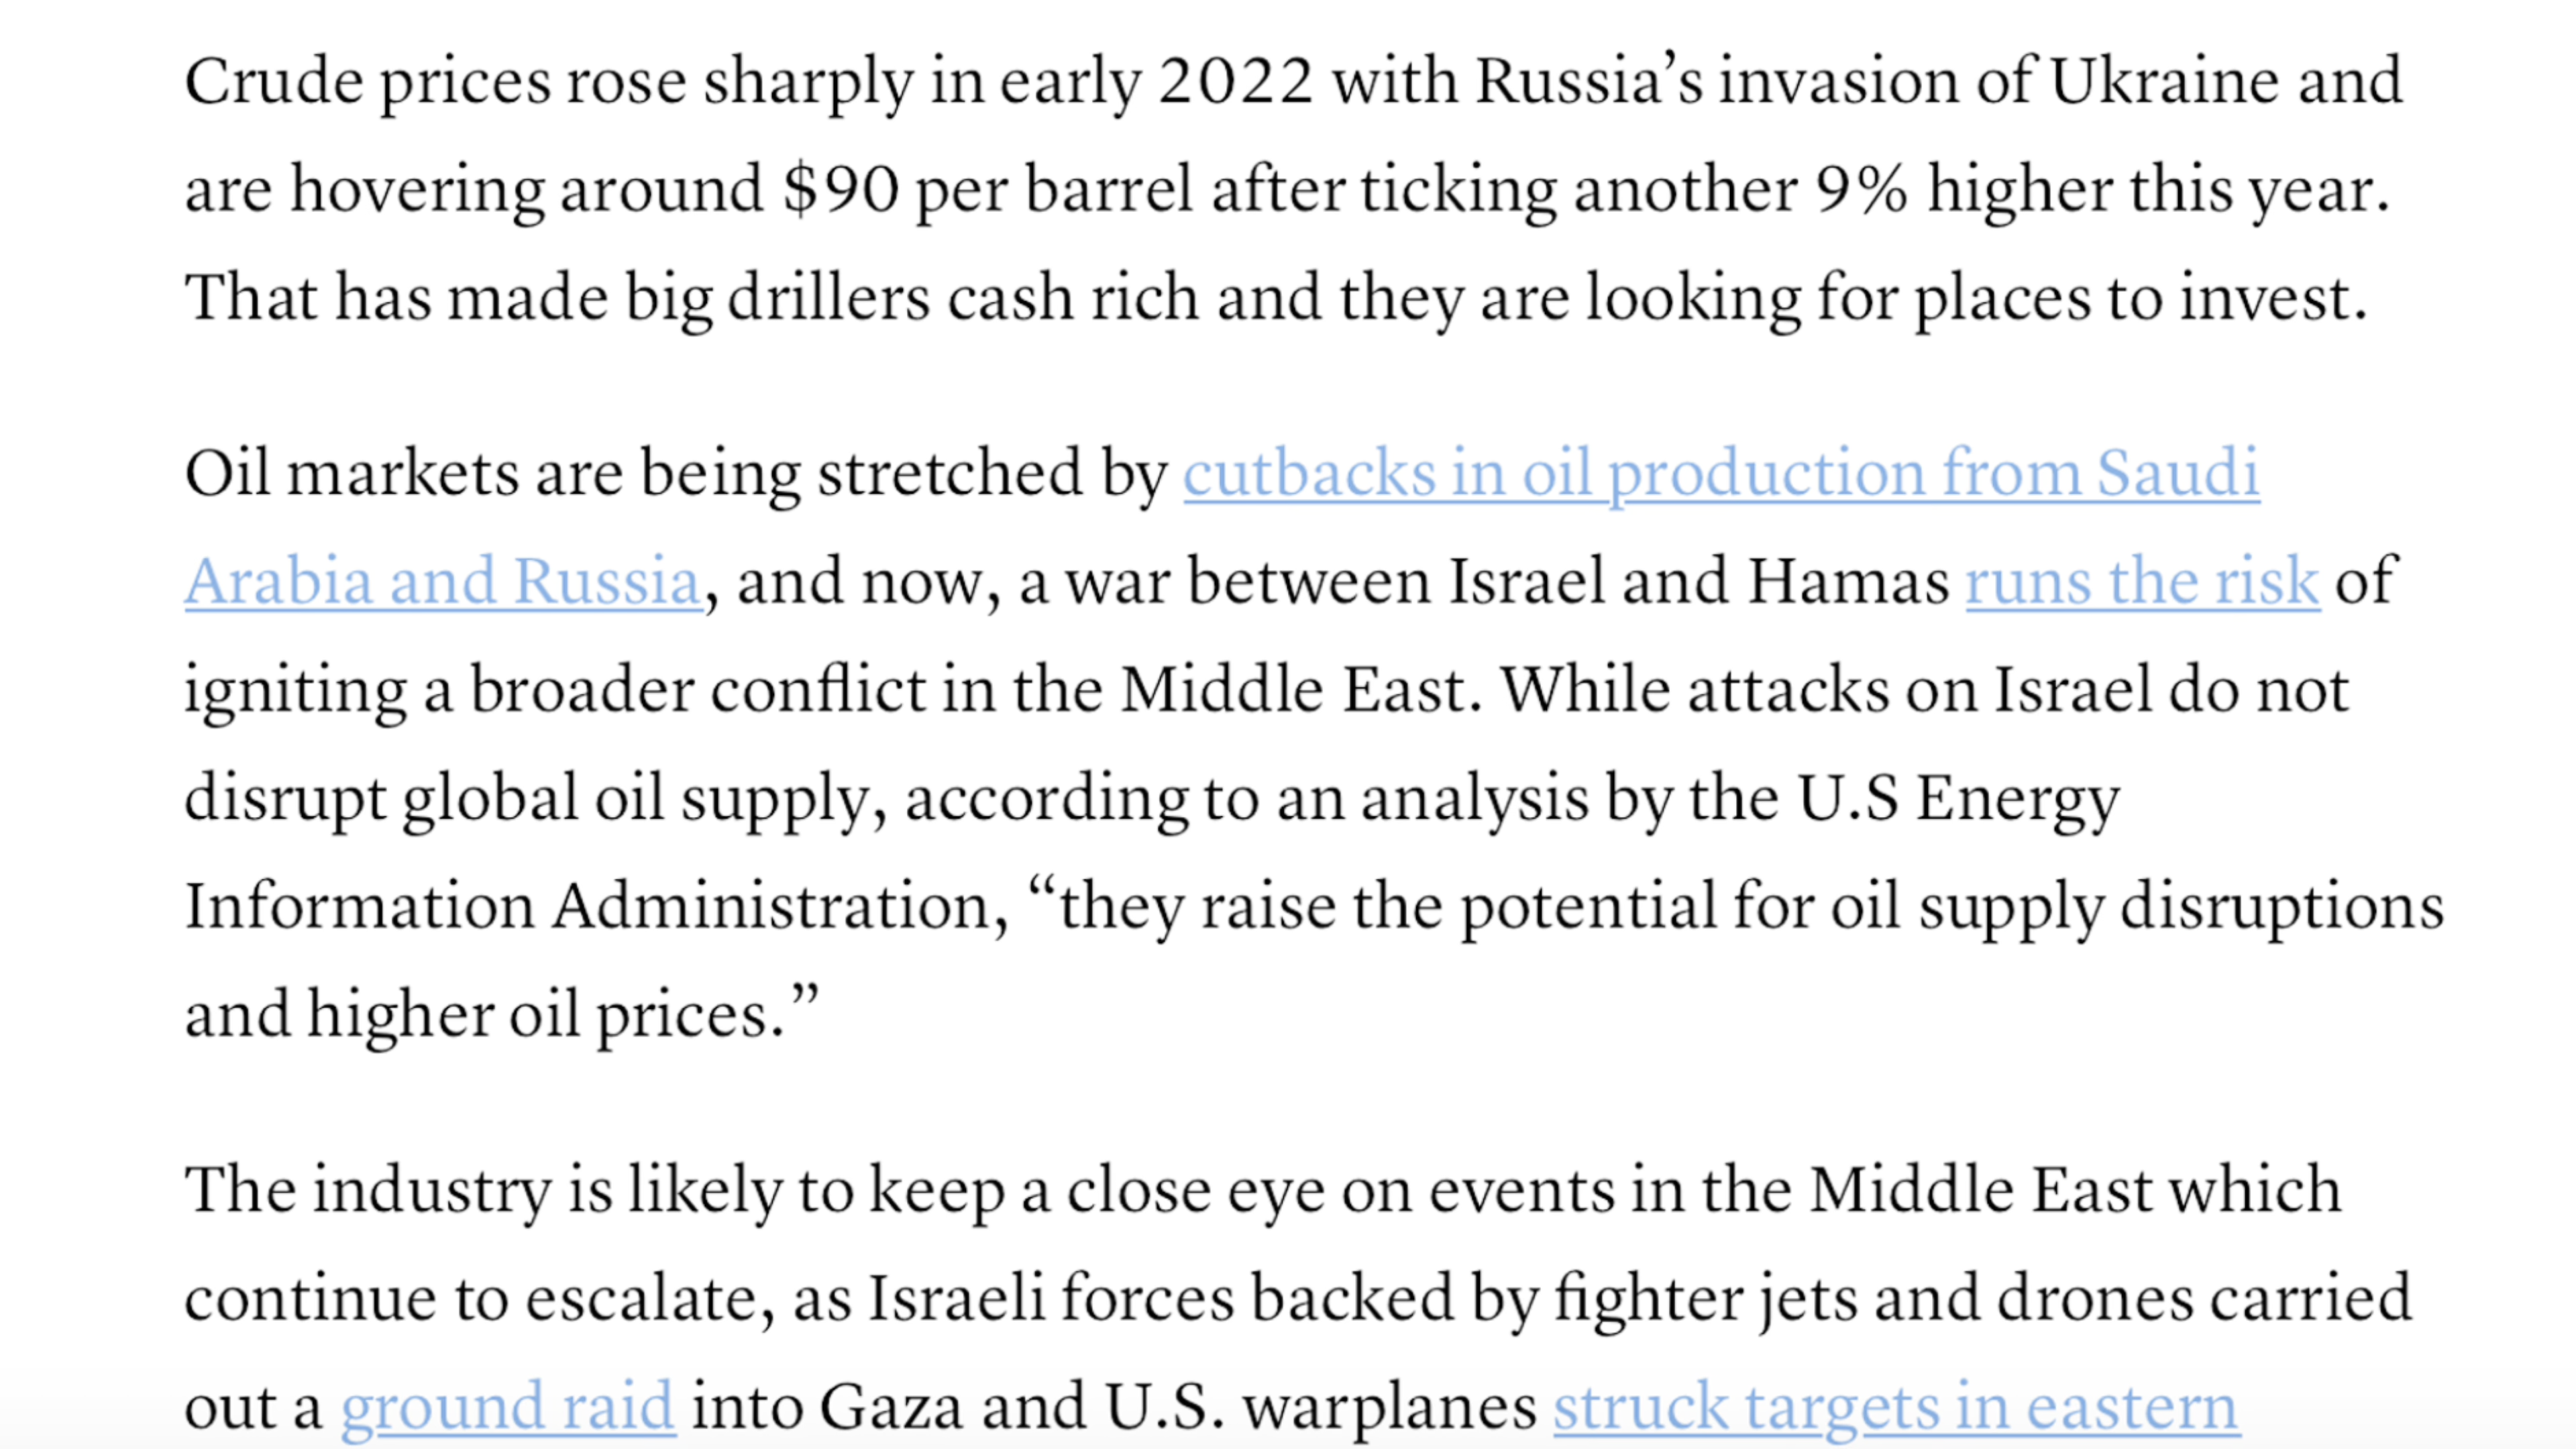 Crude prices rose sharply in early 2022 with Russia’s invasion of Ukraine and
are hovering around $90 per barrel after ticking another 9% higher this year.
That has made big drillers cash rich and they are looking for places to invest.
Oil markets are being stretched by cutbacks in oil production from Saudi
Arabia and Russia, and now, a war between Israel and Hamas runs the risk of
igniting a broader conflict in the Middle East. While attacks on Israel do not
disrupt global oil supply, according to an analysis by the U.S Energy
Information Administration, “they raise the potential for oil supply disruptions
and higher oil prices.”
The industry is likely to keep a close eye on events in the Middle East which
continue to escalate, as Israeli forces backed by fighter jets and drones carried
out a ground raid into Gaza and U.S. warplanes struck targets in eastern